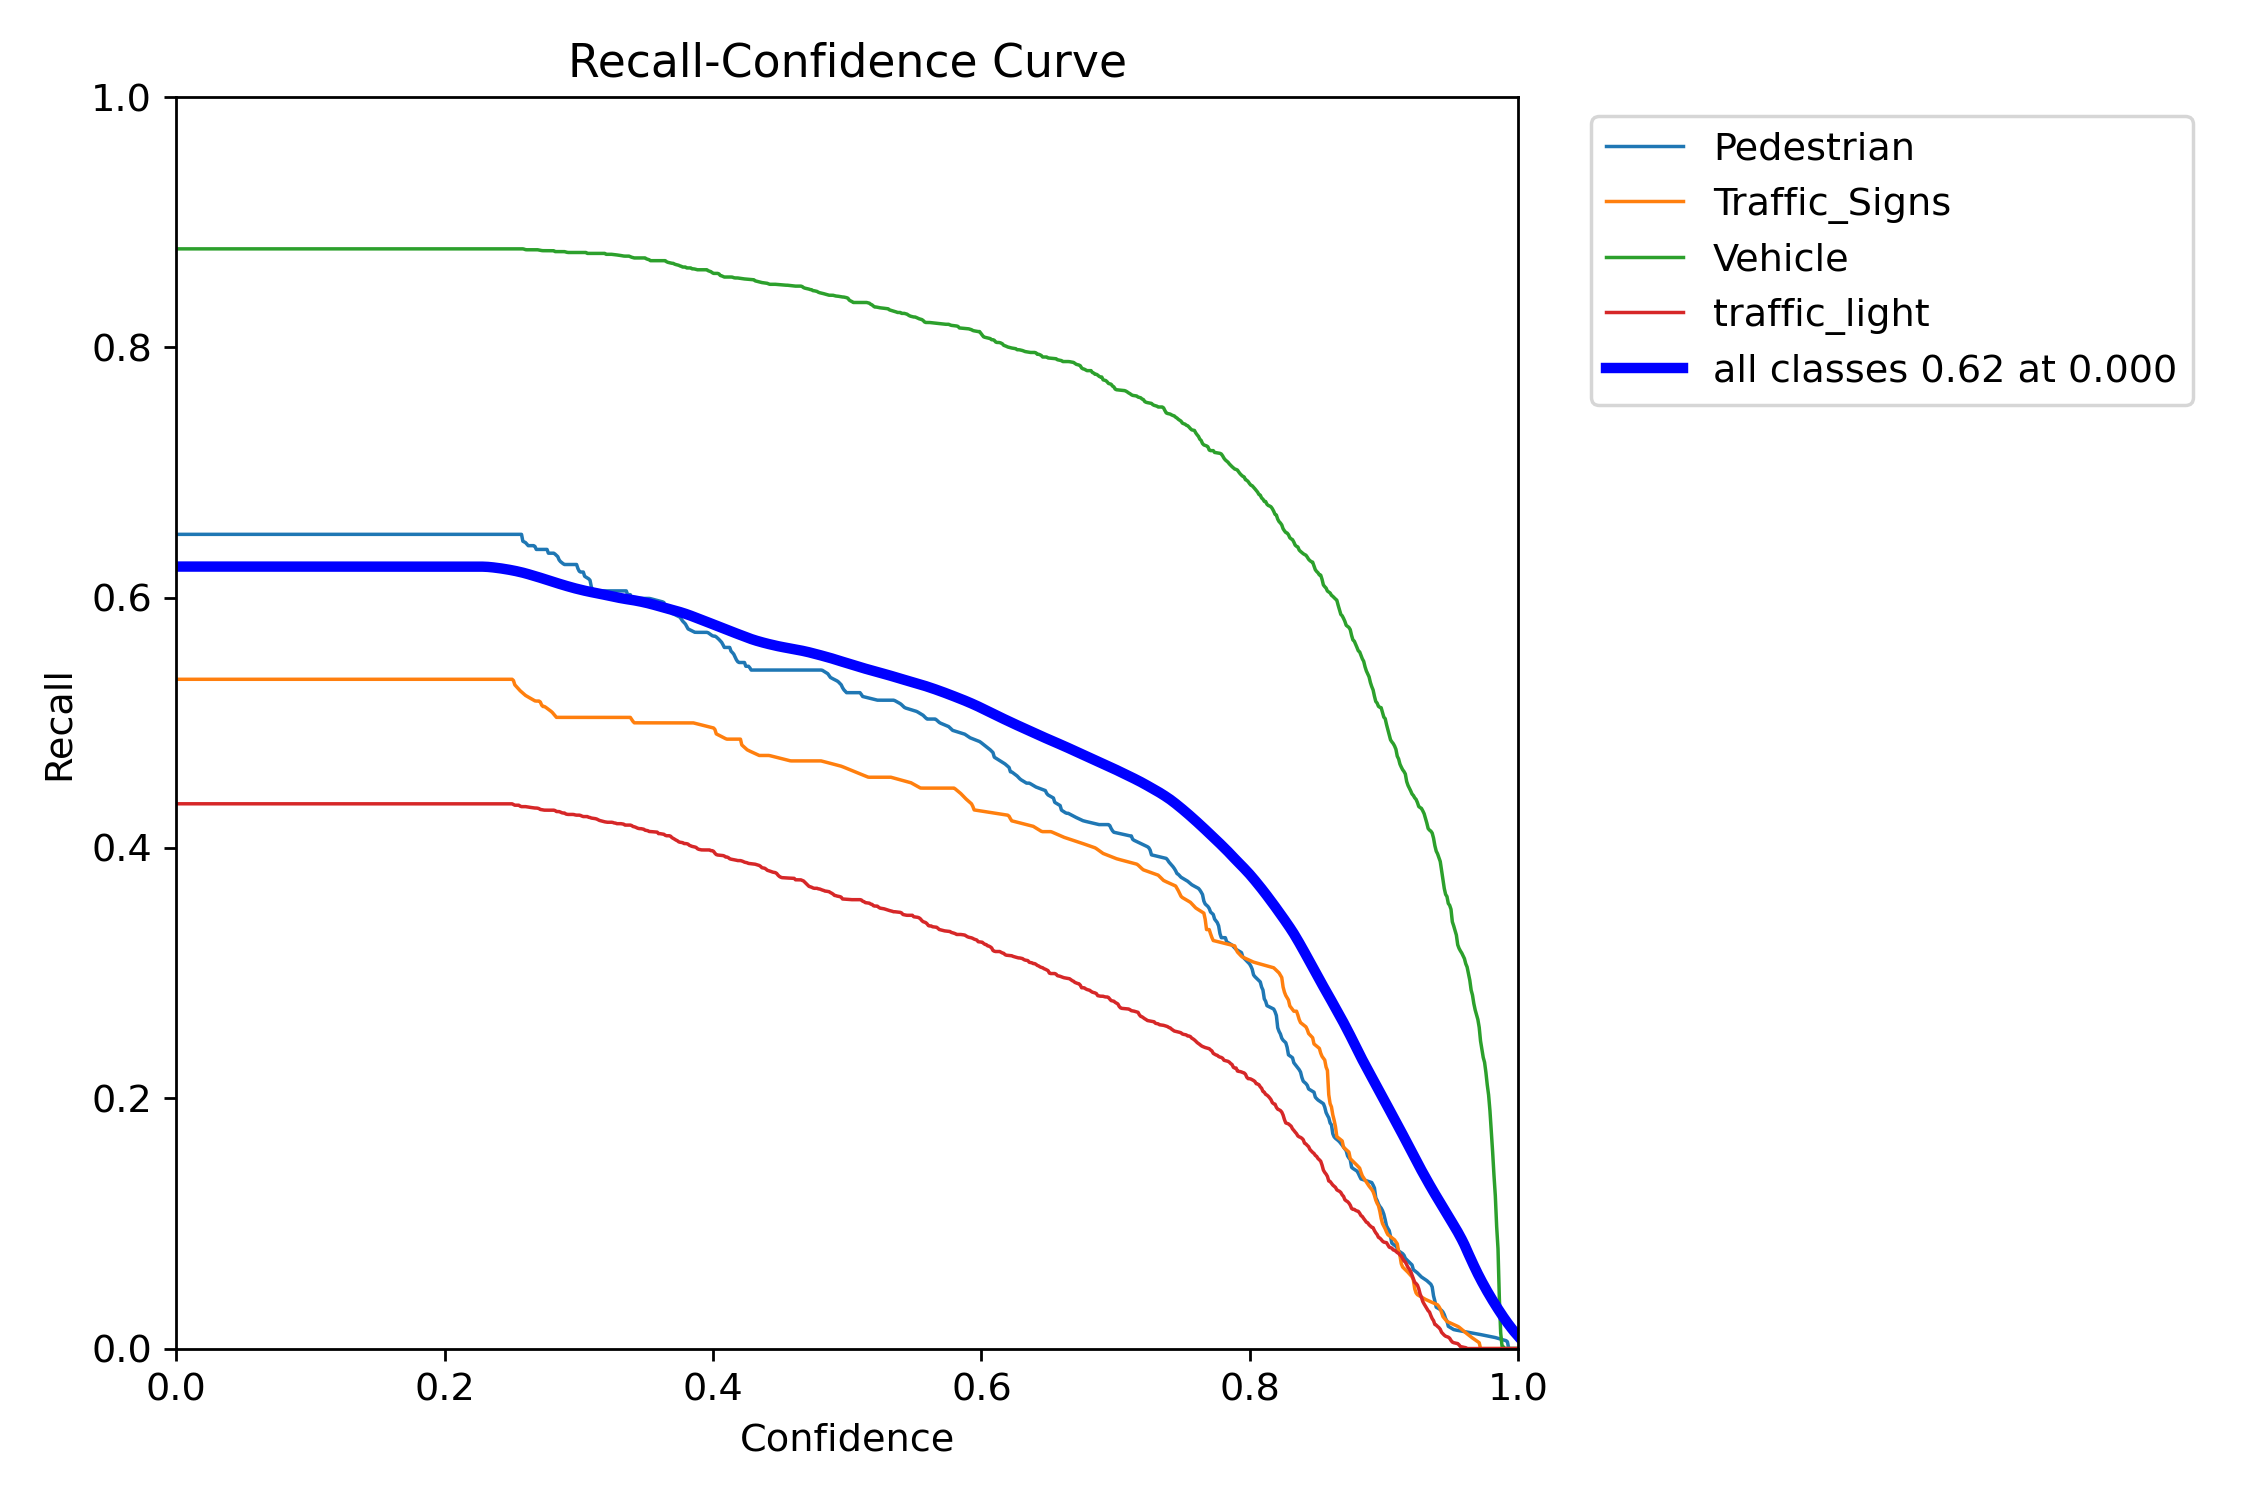 Recall-Confidence Curve
1.0
0.8
0.6
0.4
0.2
0.0
Recall
0.0 0.2 0.4 0.6 0.8 1.0
Confidence
Pedestrian
Traffic_Signs
Vehicle
traffic_light
all classes 0.62 at 0.000